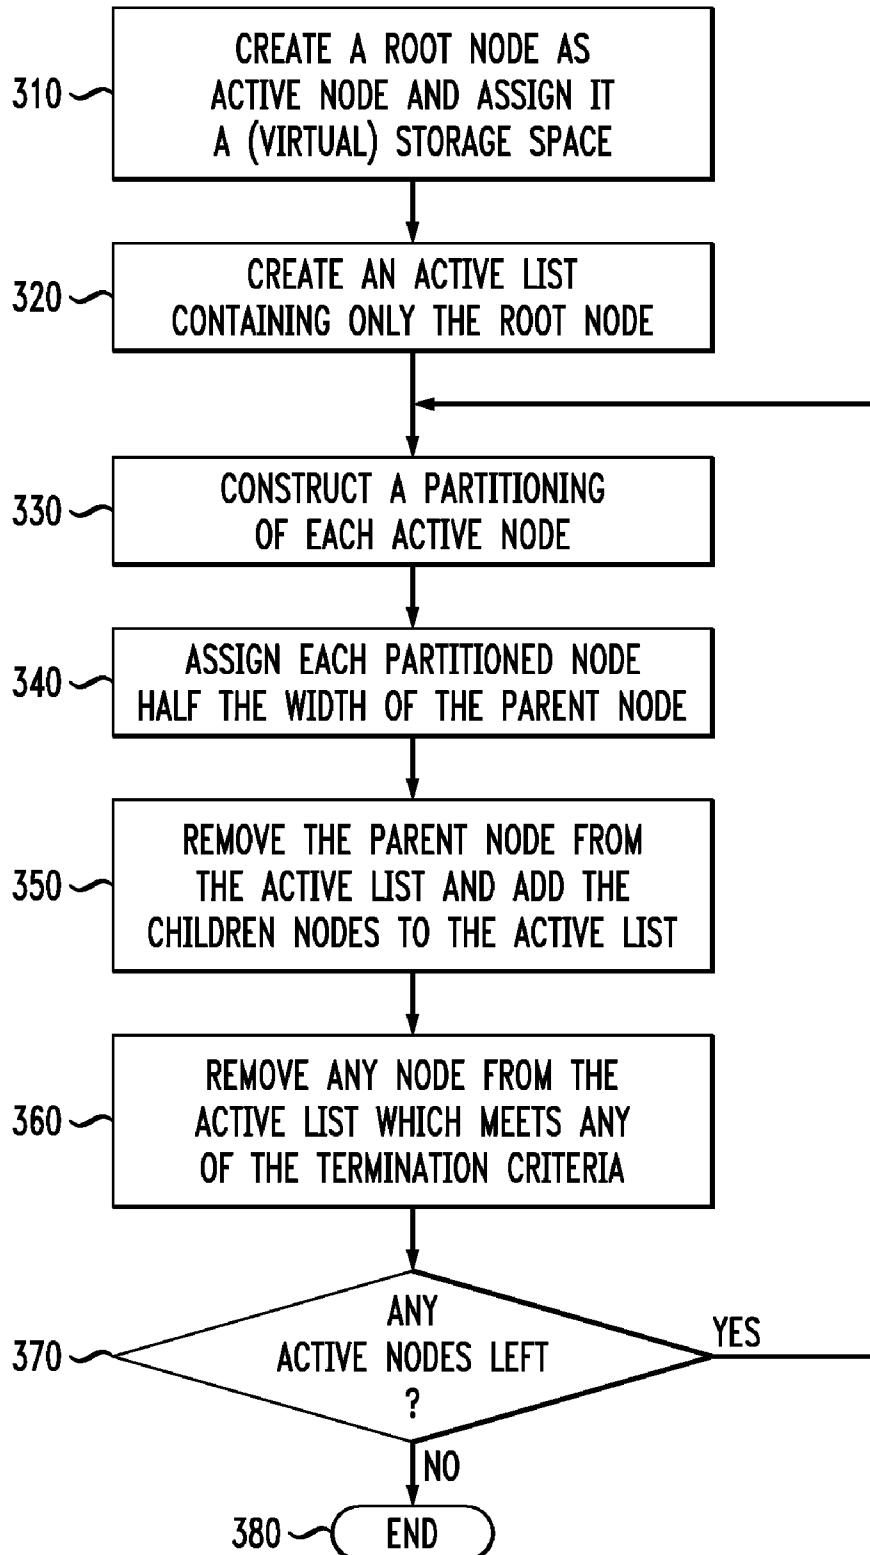 CREATE A ROOT NODE AS
310
ACTIVE NODE AND ASSIGN IT
A (VIRTUAL) STORAGE SPACE
CREATE AN ACTIVE LIST
320
CONTAINING ONLY THE ROOT NODE
CONSTRUCT A PARTITIONING
330
OF EACH ACTIVE NODE
ASSIGN EACH PARTITIONED NODE
340
HALF THE WIDTH OF THE PARENT NODE
REMOVE THE PARENT NODE FROM
350
THE ACTIVE LIST AND ADD THE
CHILDREN NODES TO THE ACTIVE LIST
REMOVE ANY NODE FROM THE
360
ACTIVE LIST WHICH MEETS ANY
OF THE TERMINATION CRITERIA
ANY
370
ACTIVE NODES LEFT
?
YES
NO
380
END